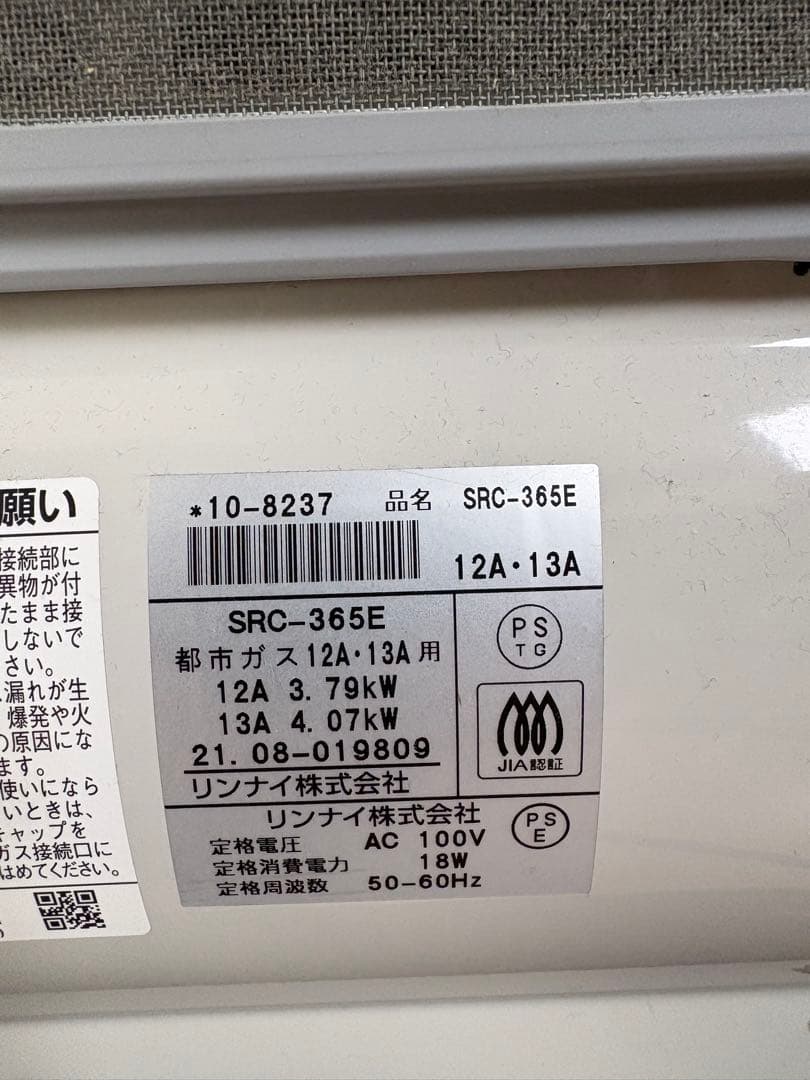 願い
接続部に
異物が付
たまま接
しないで
さい。
漏れが生
爆発や火
の原因にな
ます。
使いになら
いときは、
キャップを
ガス接続口に
はめてください。
*10-8237 品名 SRC-365E
12A・13A
SRC-365E
都市ガス12A・13A用
12A 3.79kW
13A 4.07kW
21.08-019809
リンナイ株式会社
PS
TG
JIA認証
リンナイ株式会社
定格電圧 AC 100V
定格消費電力 18W
定格周波数 50-60Hz
PS
E